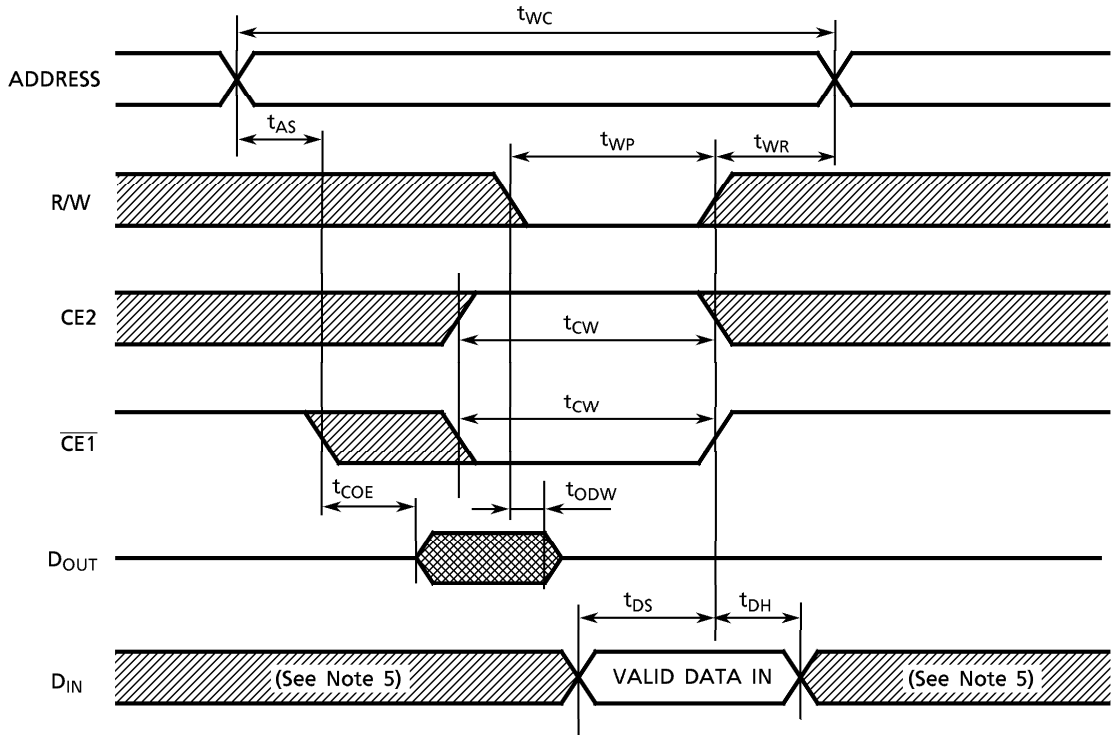 tWC
ADDRESS
tAS
tWP
tWR
R/W
CE2
tCW
CE1
tCW
tCOE
tODW
DOUT
tDS
tDH
DIN
(See Note 5)
VALID DATA IN
(See Note 5)